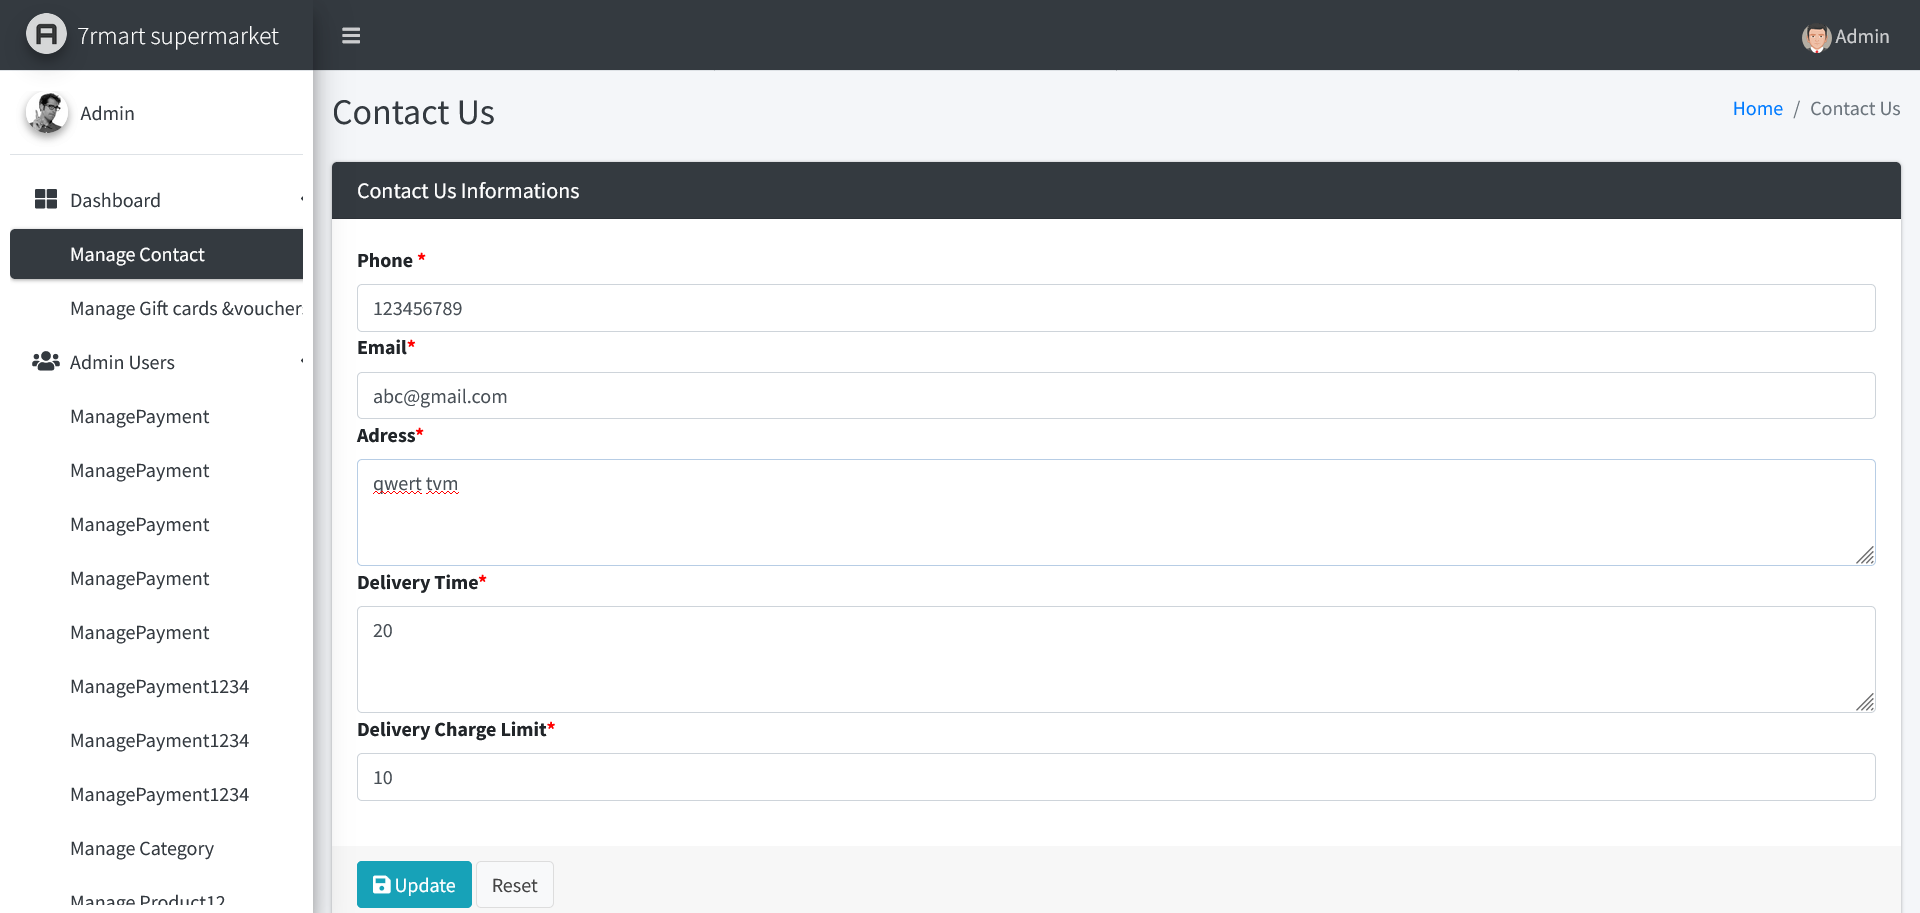 7rmart supermarket
Admin
Admin
Dashboard
Manage Contact
Manage Gift cards &voucher
Admin Users
ManagePayment
ManagePayment
ManagePayment
ManagePayment
ManagePayment
ManagePayment1234
ManagePayment1234
ManagePayment1234
Manage Category
Manage Product12
Contact Us
Home / Contact Us
Contact Us Informations
Phone *
123456789
Email*
abc@gmail.com
Adress*
qwert tvm
Delivery Time*
20
Delivery Charge Limit*
10
Update
Reset